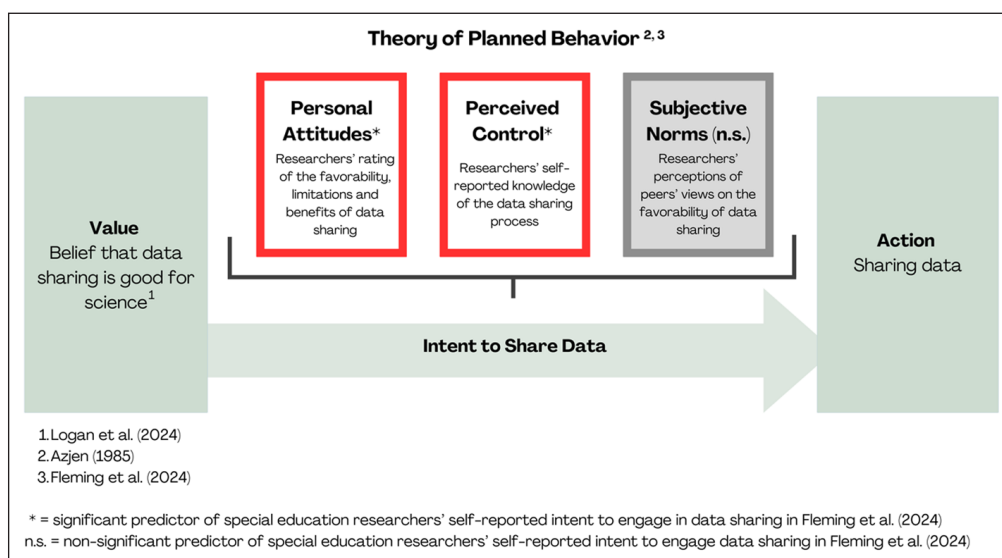 Theory of Planned Behavior 2, 3
Value
Belief that data
sharing is good for
science1
Personal
Attitudes*
Researchers' rating
of the favorability,
limitations and
benefits of data
sharing
Perceived
Control*
Researchers' self-
reported knowledge
of the data sharing
process
Subjective
Norms (n.s.)
Researchers'
perceptions of
peers' views on the
favorability of data
sharing
Action
Sharing data
Intent to Share Data
1.Logan et al. (2024)
2.Azjen (1985)
3.Fleming et al. (2024)
* = significant predictor of special education researchers' self-reported intent to engage in data sharing in Fleming et al. (2024)
n.s. = non-significant predictor of special education researchers' self-reported intent to engage data sharing in Fleming et al. (2024)